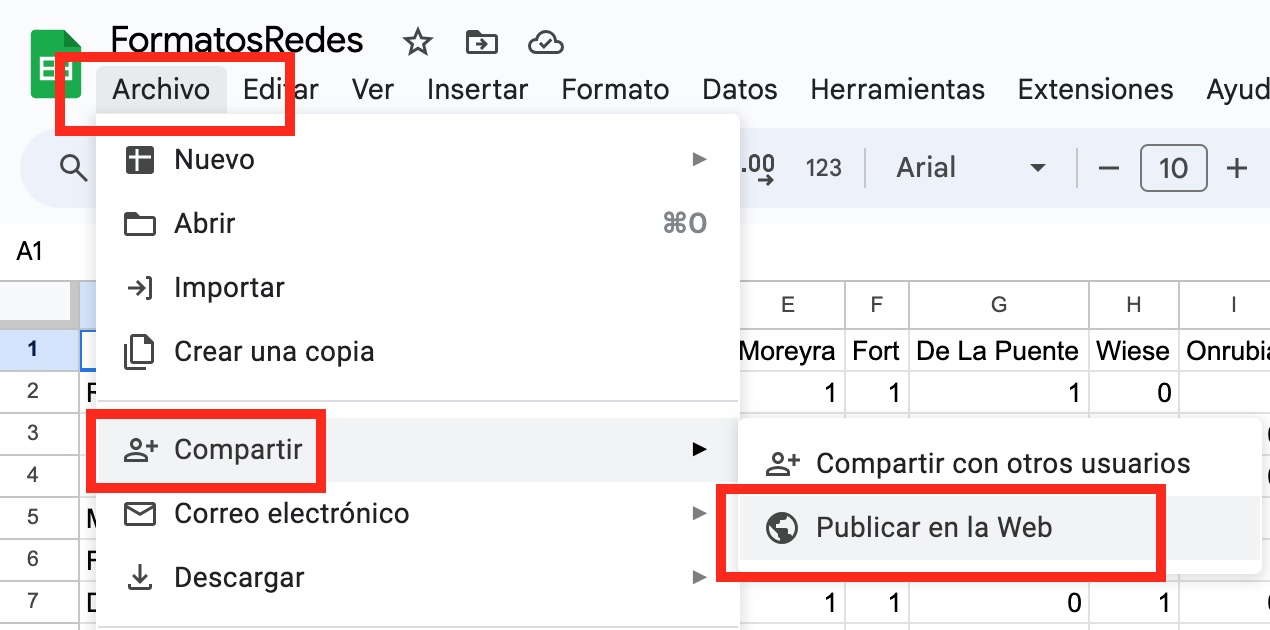 FormatosRedes
Archivo Editar Ver Insertar Formato Datos Herramientas Extensiones
.00 123 Arial 10
A1
Nuevo
Abrir ⌘O
Importar
Crear una copia
Compartir
Correo electrónico
Descargar
Compartir con otros usuarios
Publicar en la Web
E F G H I
1 Moreyra Fort De La Puente Wiese
2 1 1 1 0
3
4
5
6
7 1 1 0 1